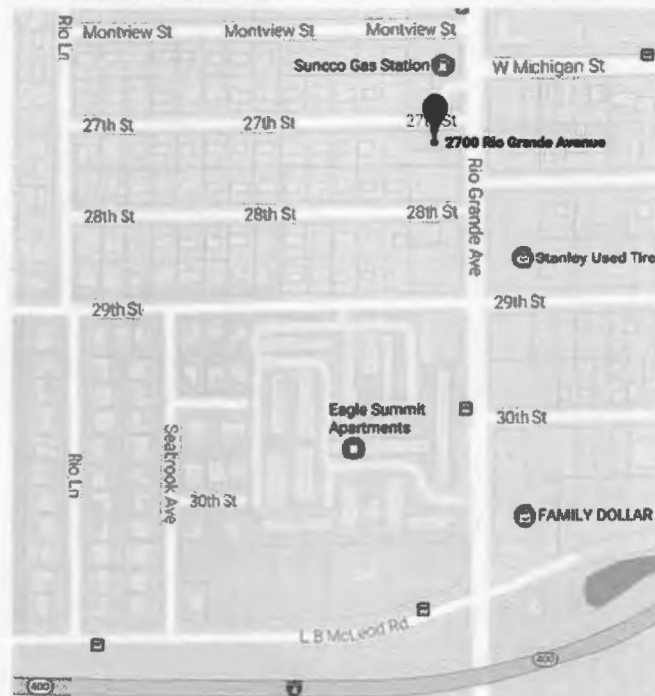 Rio Ln
Montview St
Montview St
Montview St
Suncco Gas Station
W Michigan St
27th St
27th St
27th St
2700 Rio Grande Avenue
28th St
28th St
28th St
Rio Grande Ave
Stanley Used Tire
29th St
29th St
Eagle Summit
Apartments
30th St
Rio Ln
Seabrook Ave
30th St
FAMILY DOLLAR
L B McLeod Rd
400
400